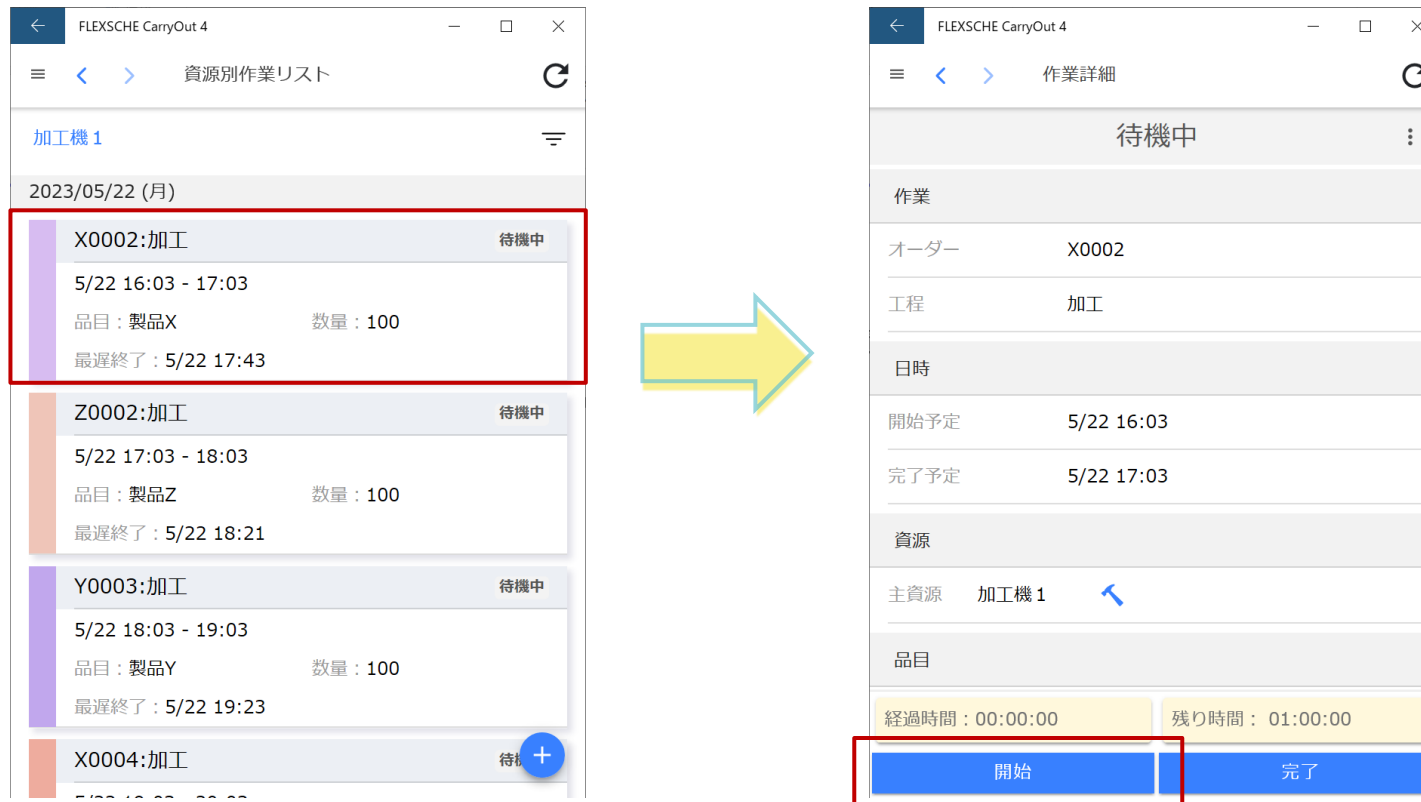 FLEXSCHE CarryOut 4
資源別作業リスト
加工機1
2023/05/22 (月)
X0002:加工 待機中
5/22 16:03 - 17:03
品目:製品X 数量:100
最遅終了:5/22 17:43
Z0002:加工 待機中
5/22 17:03 - 18:03
品目:製品Z 数量:100
最遅終了:5/22 18:21
Y0003:加工 待機中
5/22 18:03 - 19:03
品目:製品Y 数量:100
最遅終了:5/22 19:23
X0004:加工 待
FLEXSCHE CarryOut 4
作業詳細
待機中
作業
オーダー X0002
工程 加工
日時
開始予定 5/22 16:03
完了予定 5/22 17:03
資源
主資源 加工機1
品目
経過時間:00:00:00 残り時間: 01:00:00
開始 完了